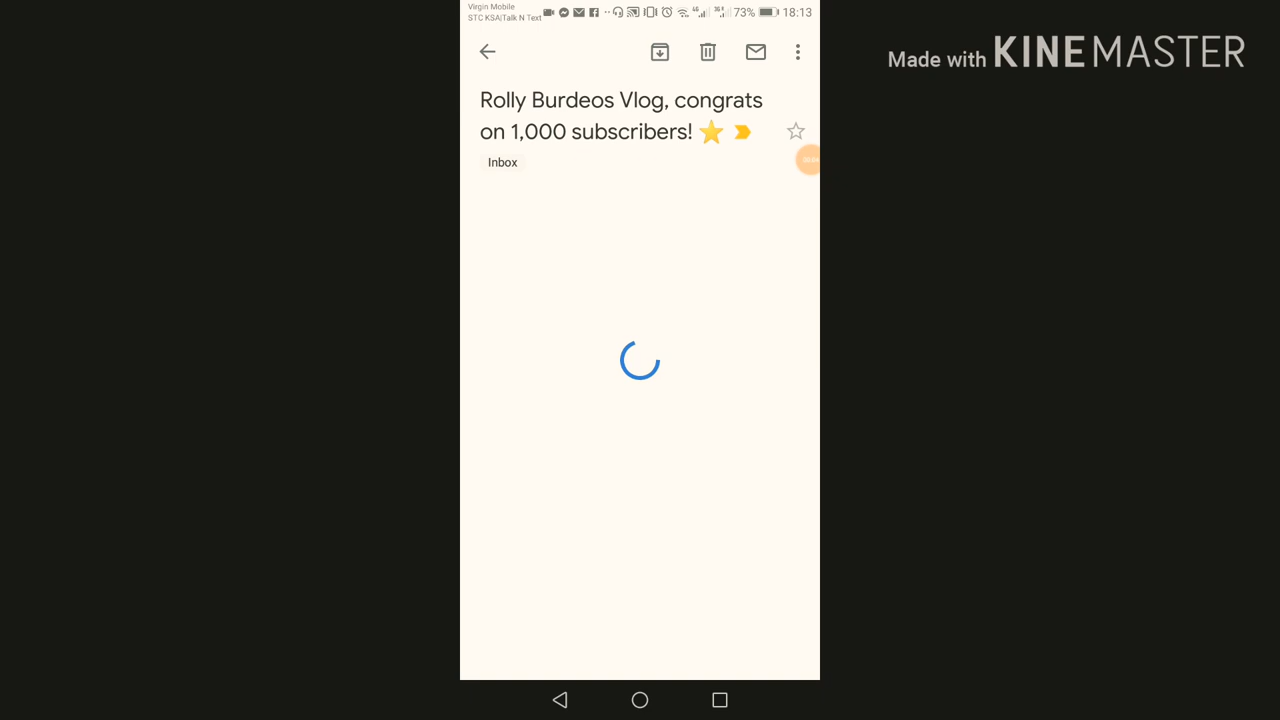 Virgin Mobile
STC KSA|Talk N Text
73%
18:13
Made with KINEMASTER
Rolly Burdeos Vlog, congrats
on 1,000 subscribers! ⭐
Inbox